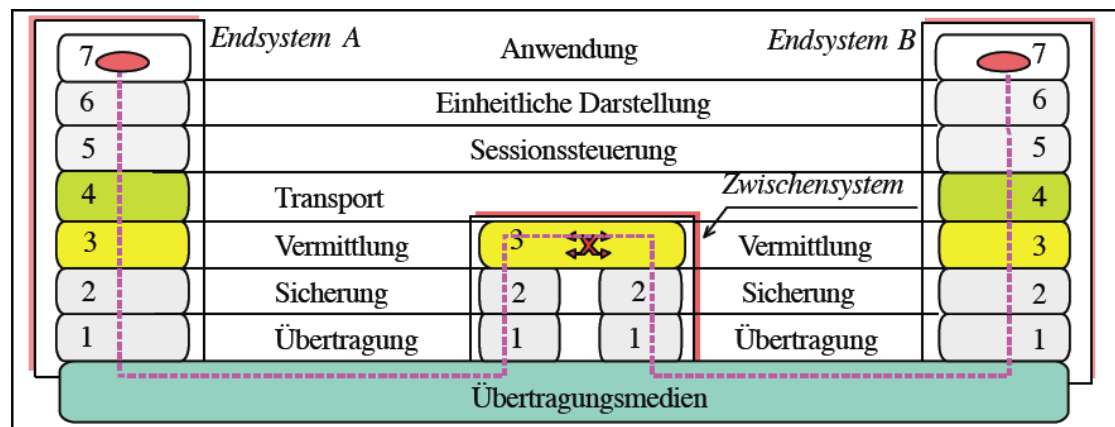 Endsystem A
Anwendung
Endsystem B
7
7
6
Einheitliche Darstellung
6
5
Sessionssteuerung
5
4
Transport
Zwischensystem
4
3
Vermittlung
3
X
Vermittlung
3
2
Sicherung
2
2
Sicherung
2
1
Übertragung
1
1
Übertragung
1
Übertragungsmedien